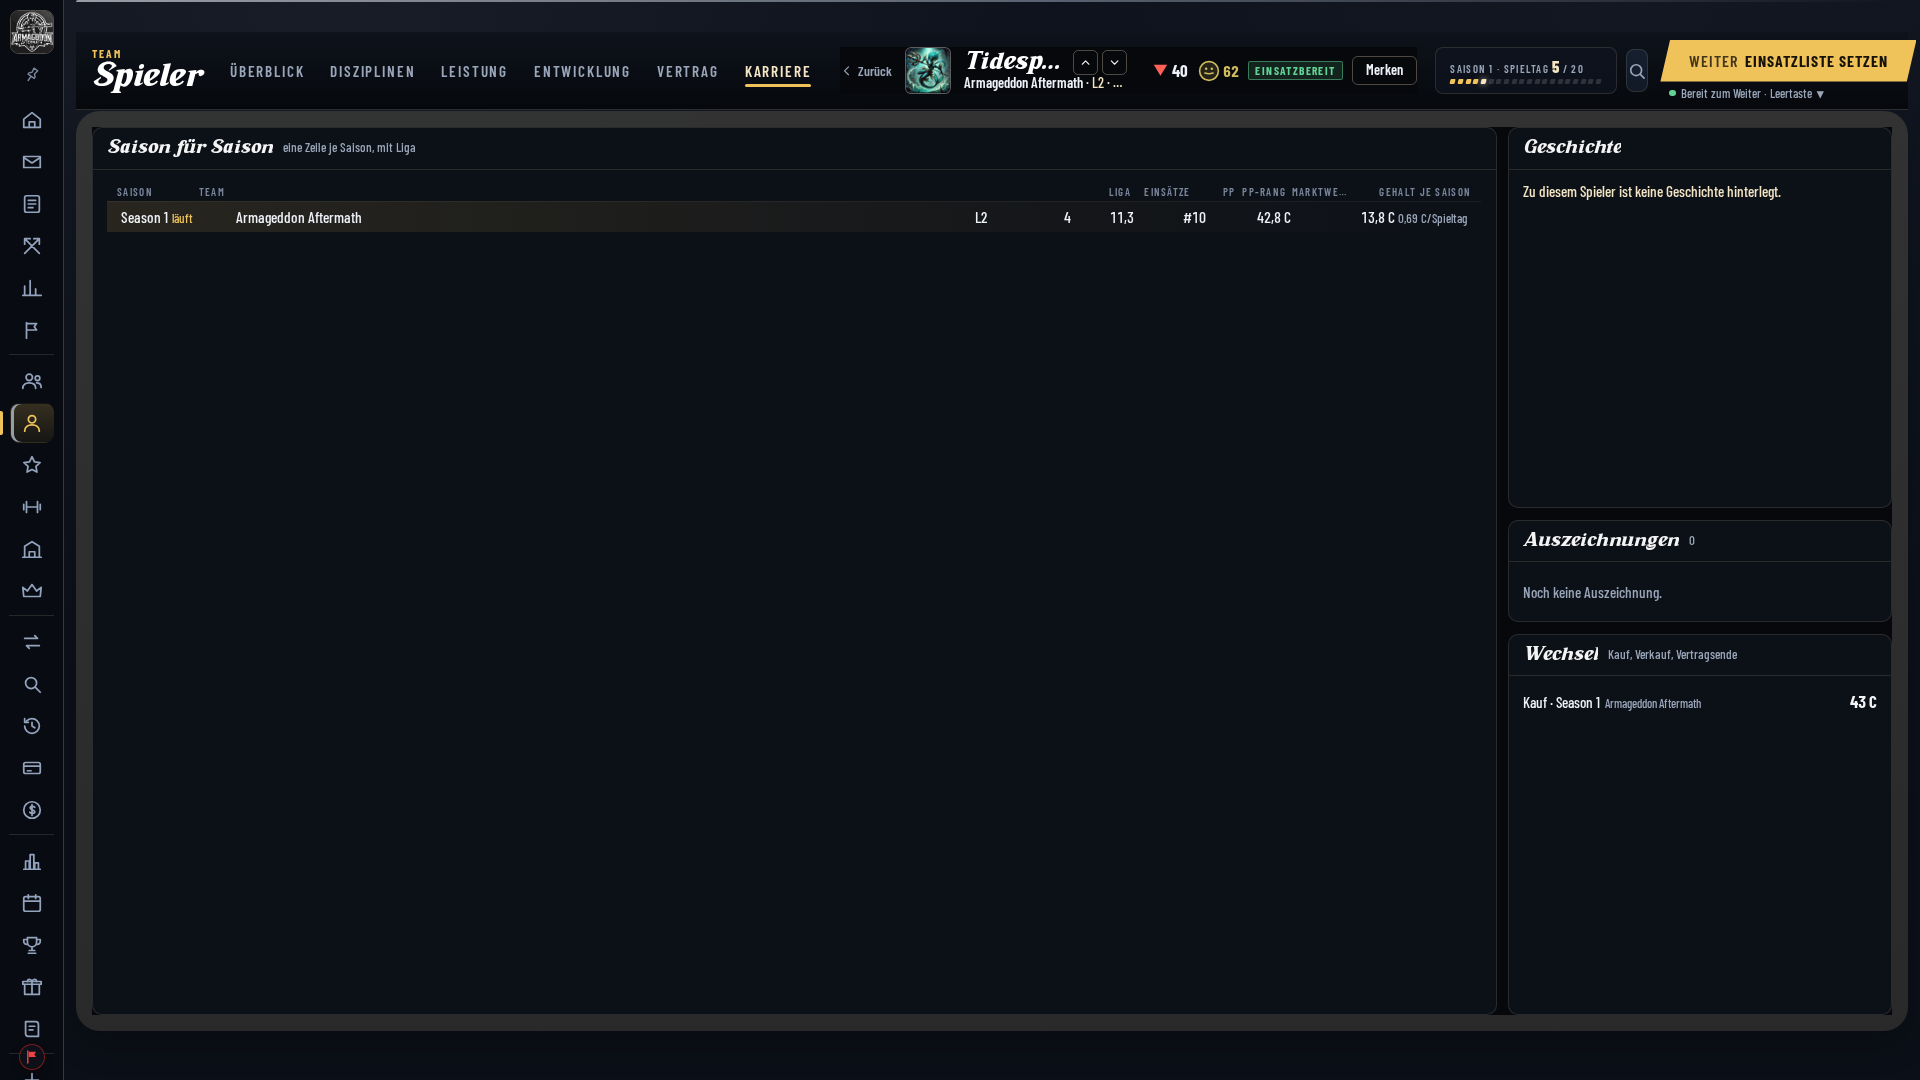 ARMAGEDDON
TEAM
Spieler
ÜBERBLICK
DISZIPLINEN
LEISTUNG
ENTWICKLUNG
VERTRAG
KARRIERE
Zurück
Tidesp...
Armageddon Aftermath · L2 · ...
40
62
EINSATZBEREIT
Merken
SAISON 1 · SPIELTAG 5 / 20
WEITER EINSATZLISTE SETZEN
Bereit zum Weiter · Leertaste ▼
Saison für Saison eine Zeile je Saison, mit Liga
SAISON TEAM LIGA EINSÄTZE PP PP-RANG MARKTWE... GEHALT JE SAISON
Season 1 läuft Armageddon Aftermath L2 4 11,3 #10 42,8 C 13,8 C 0,69 C/Spieltag
Geschichte
Zu diesem Spieler ist keine Geschichte hinterlegt.
Auszeichnungen 0
Noch keine Auszeichnung.
Wechsel Kauf, Verkauf, Vertragsende
Kauf · Season 1 Armageddon Aftermath 43 C